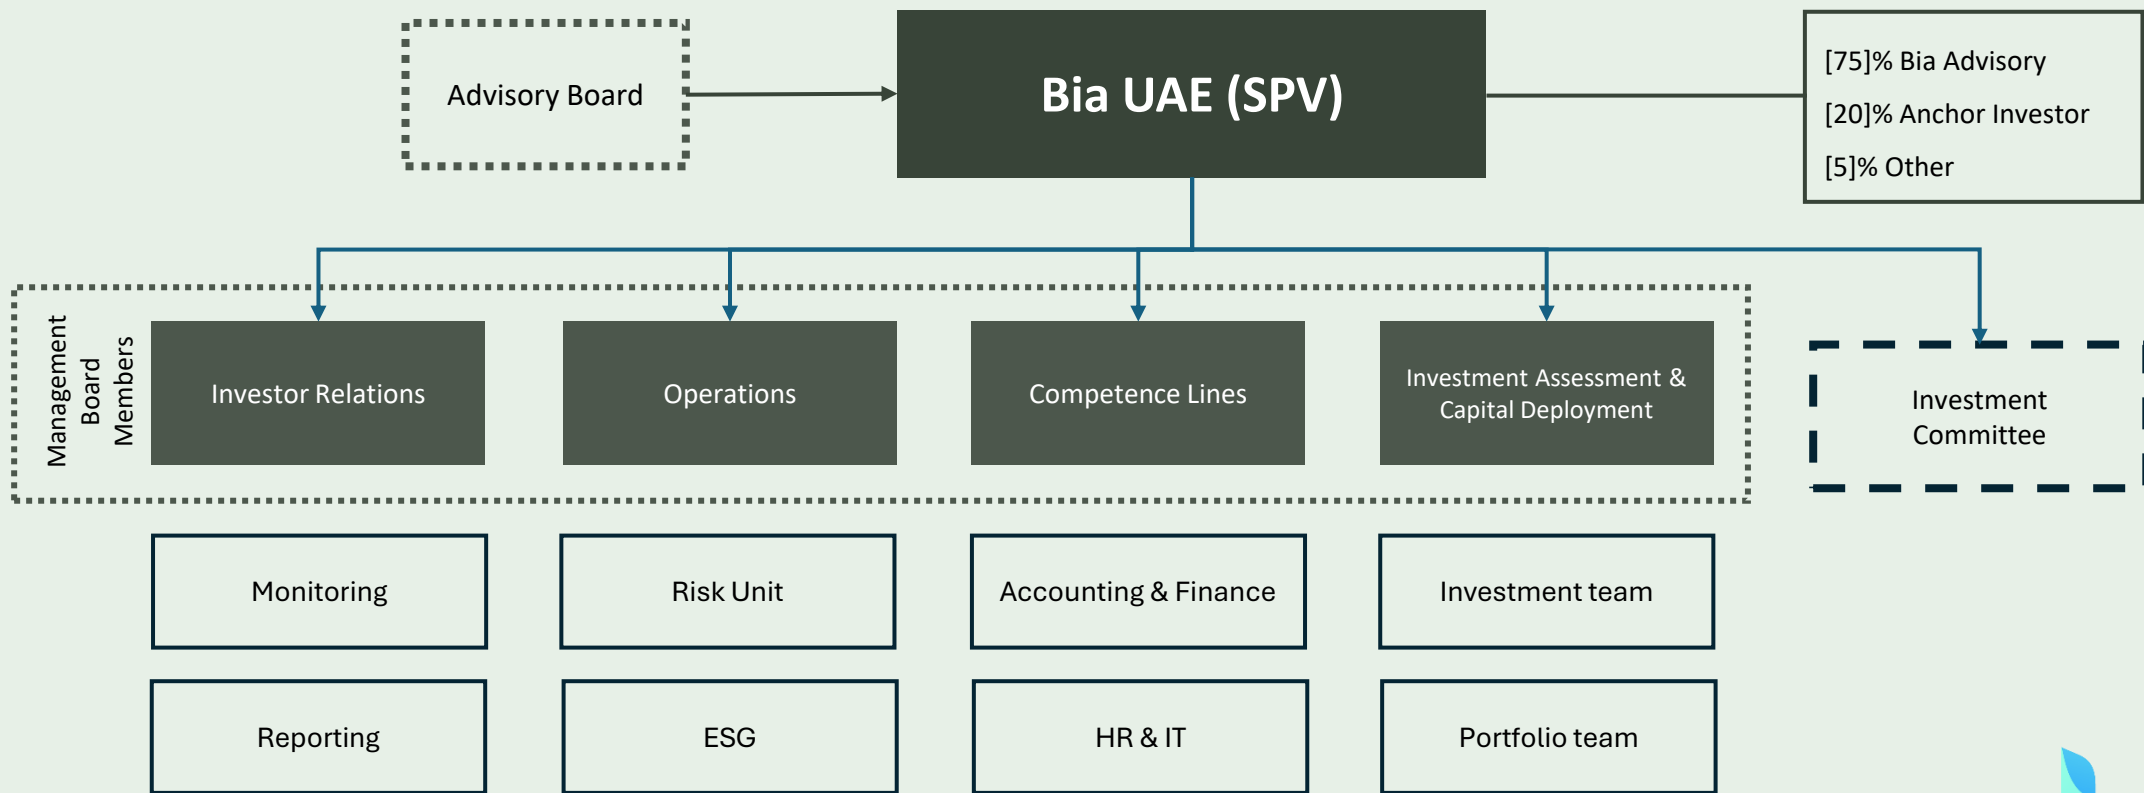 Advisory Board
Bia UAE (SPV)
[75]% Bia Advisory
[20]% Anchor Investor
[5]% Other
Management
Board
Members
Investor Relations
Operations
Competence Lines
Investment Assessment &
Capital Deployment
Investment
Committee
Monitoring
Risk Unit
Accounting & Finance
Investment team
Reporting
ESG
HR & IT
Portfolio team